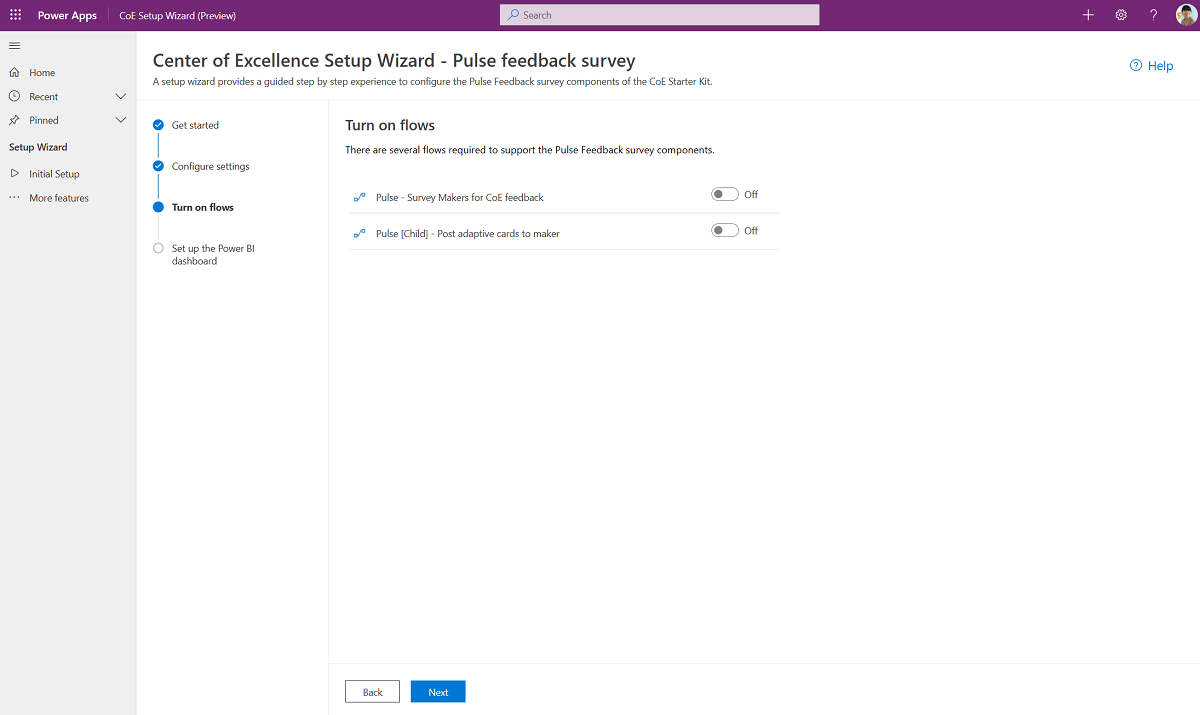 Power Apps
CoE Setup Wizard (Preview)
Search
Home
Recent
Pinned
Setup Wizard
Initial Setup
More features
Center of Excellence Setup Wizard - Pulse feedback survey
A setup wizard provides a guided step by step experience to configure the Pulse Feedback survey components of the CoE Starter Kit.
Help
Get started
Configure settings
Turn on flows
Set up the Power BI
dashboard
Turn on flows
There are several flows required to support the Pulse Feedback survey components.
Pulse - Survey Makers for CoE feedback
Off
Pulse [Child] - Post adaptive cards to maker
Off
Back
Next